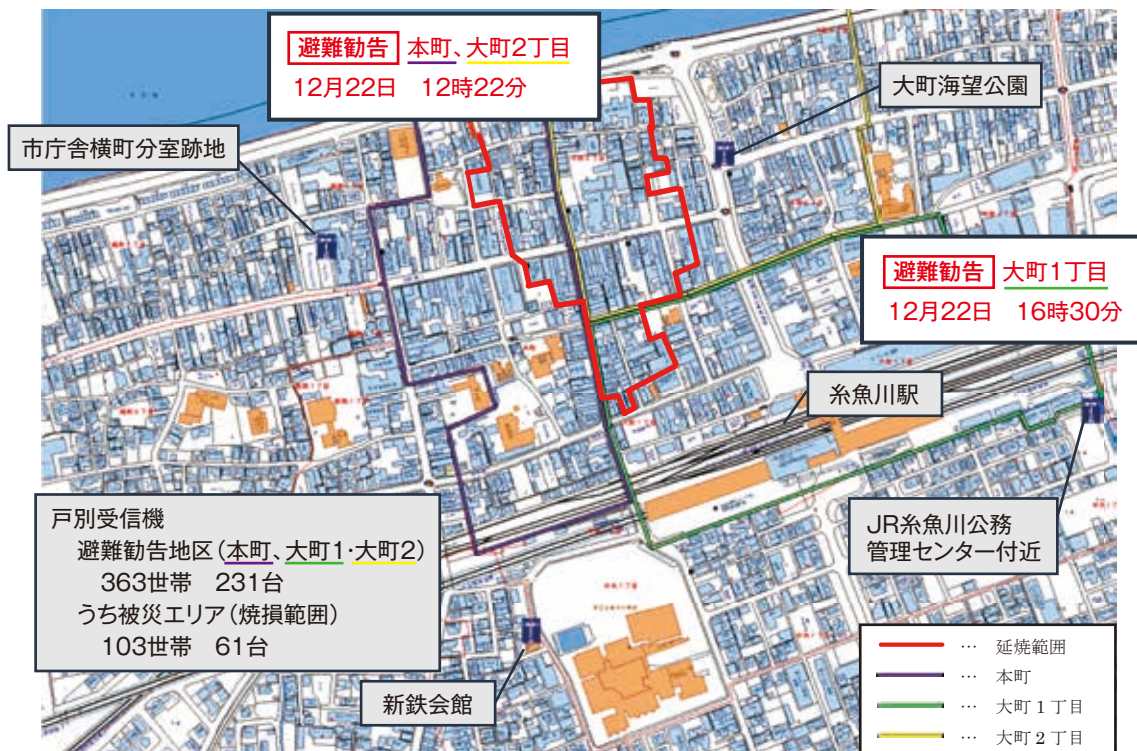 避難勧告 本町、大町2丁目
12月22日 12時22分
大町海望公園
市庁舎横町分室跡地
避難勧告 大町1丁目
12月22日 16時30分
糸魚川駅
戸別受信機
避難勧告地区(本町、大町1・大町2)
363世帯 231台
うち被災エリア(焼損範囲)
103世帯 61台
JR糸魚川公務
管理センター付近
新鉄会館
… 延焼範囲
… 本町
… 大町1丁目
… 大町2丁目